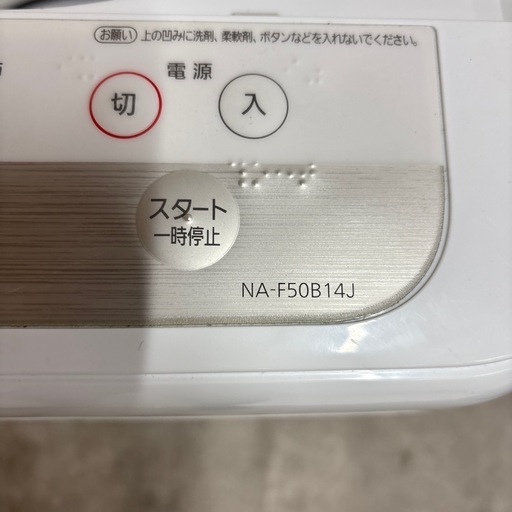 お願い 上の凹みに洗剤、柔軟剤、ボタンなどを入れないでください。
電源
切 入
スタート
一時停止
NA-F50B14J